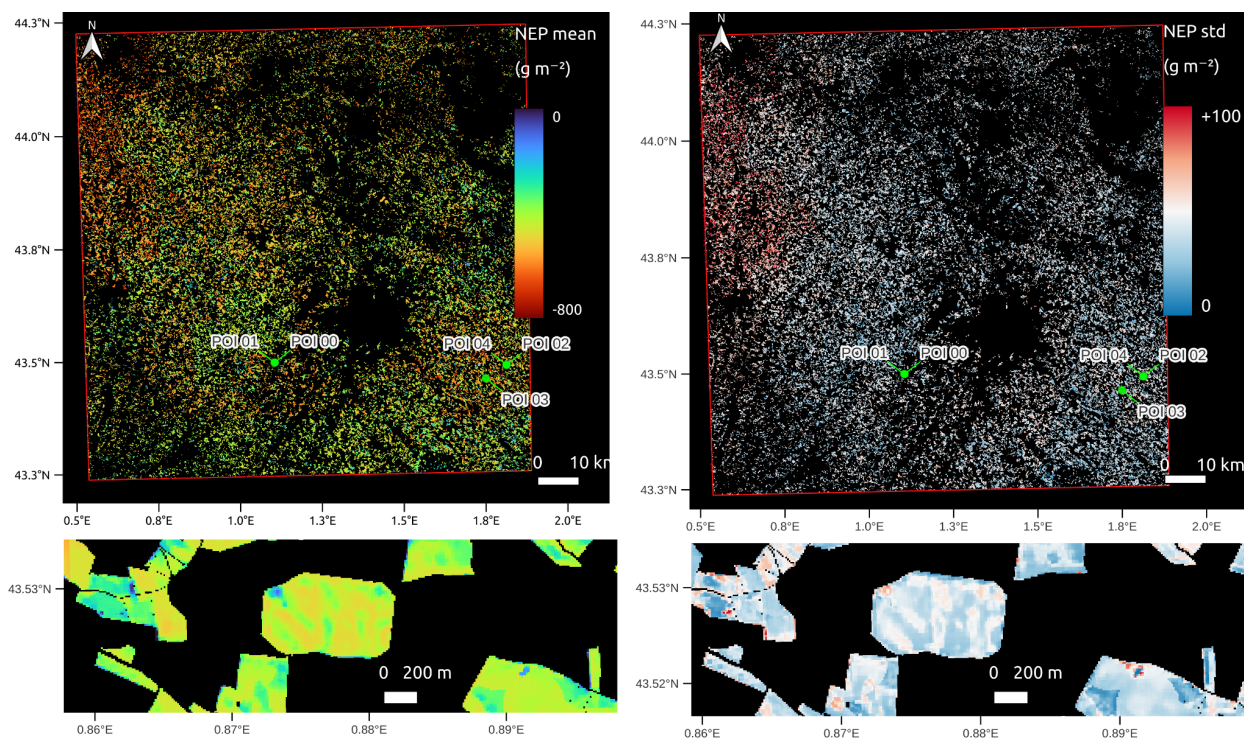 44.3°N
N
NEP mean
(g m⁻²)
0
44.0°N
43.8°N
-800
POI 01
POI 00
POI 04
POI 02
43.5°N
POI 03
0 10 km
43.3°N
0.5°E 0.8°E 1.0°E 1.3°E 1.5°E 1.8°E 2.0°E
44.3°N
N
NEP std
(g m⁻²)
+100
44.0°N
43.8°N
0
POI 01
POI 00
POI 04
POI 02
43.5°N
POI 03
0 10 km
43.3°N
0.5°E 0.8°E 1.0°E 1.3°E 1.5°E 1.8°E 2.0°E
43.53°N
0 200 m
0.86°E 0.87°E 0.88°E 0.89°E
43.53°N
0 200 m
43.52°N
0.86°E 0.87°E 0.88°E 0.89°E